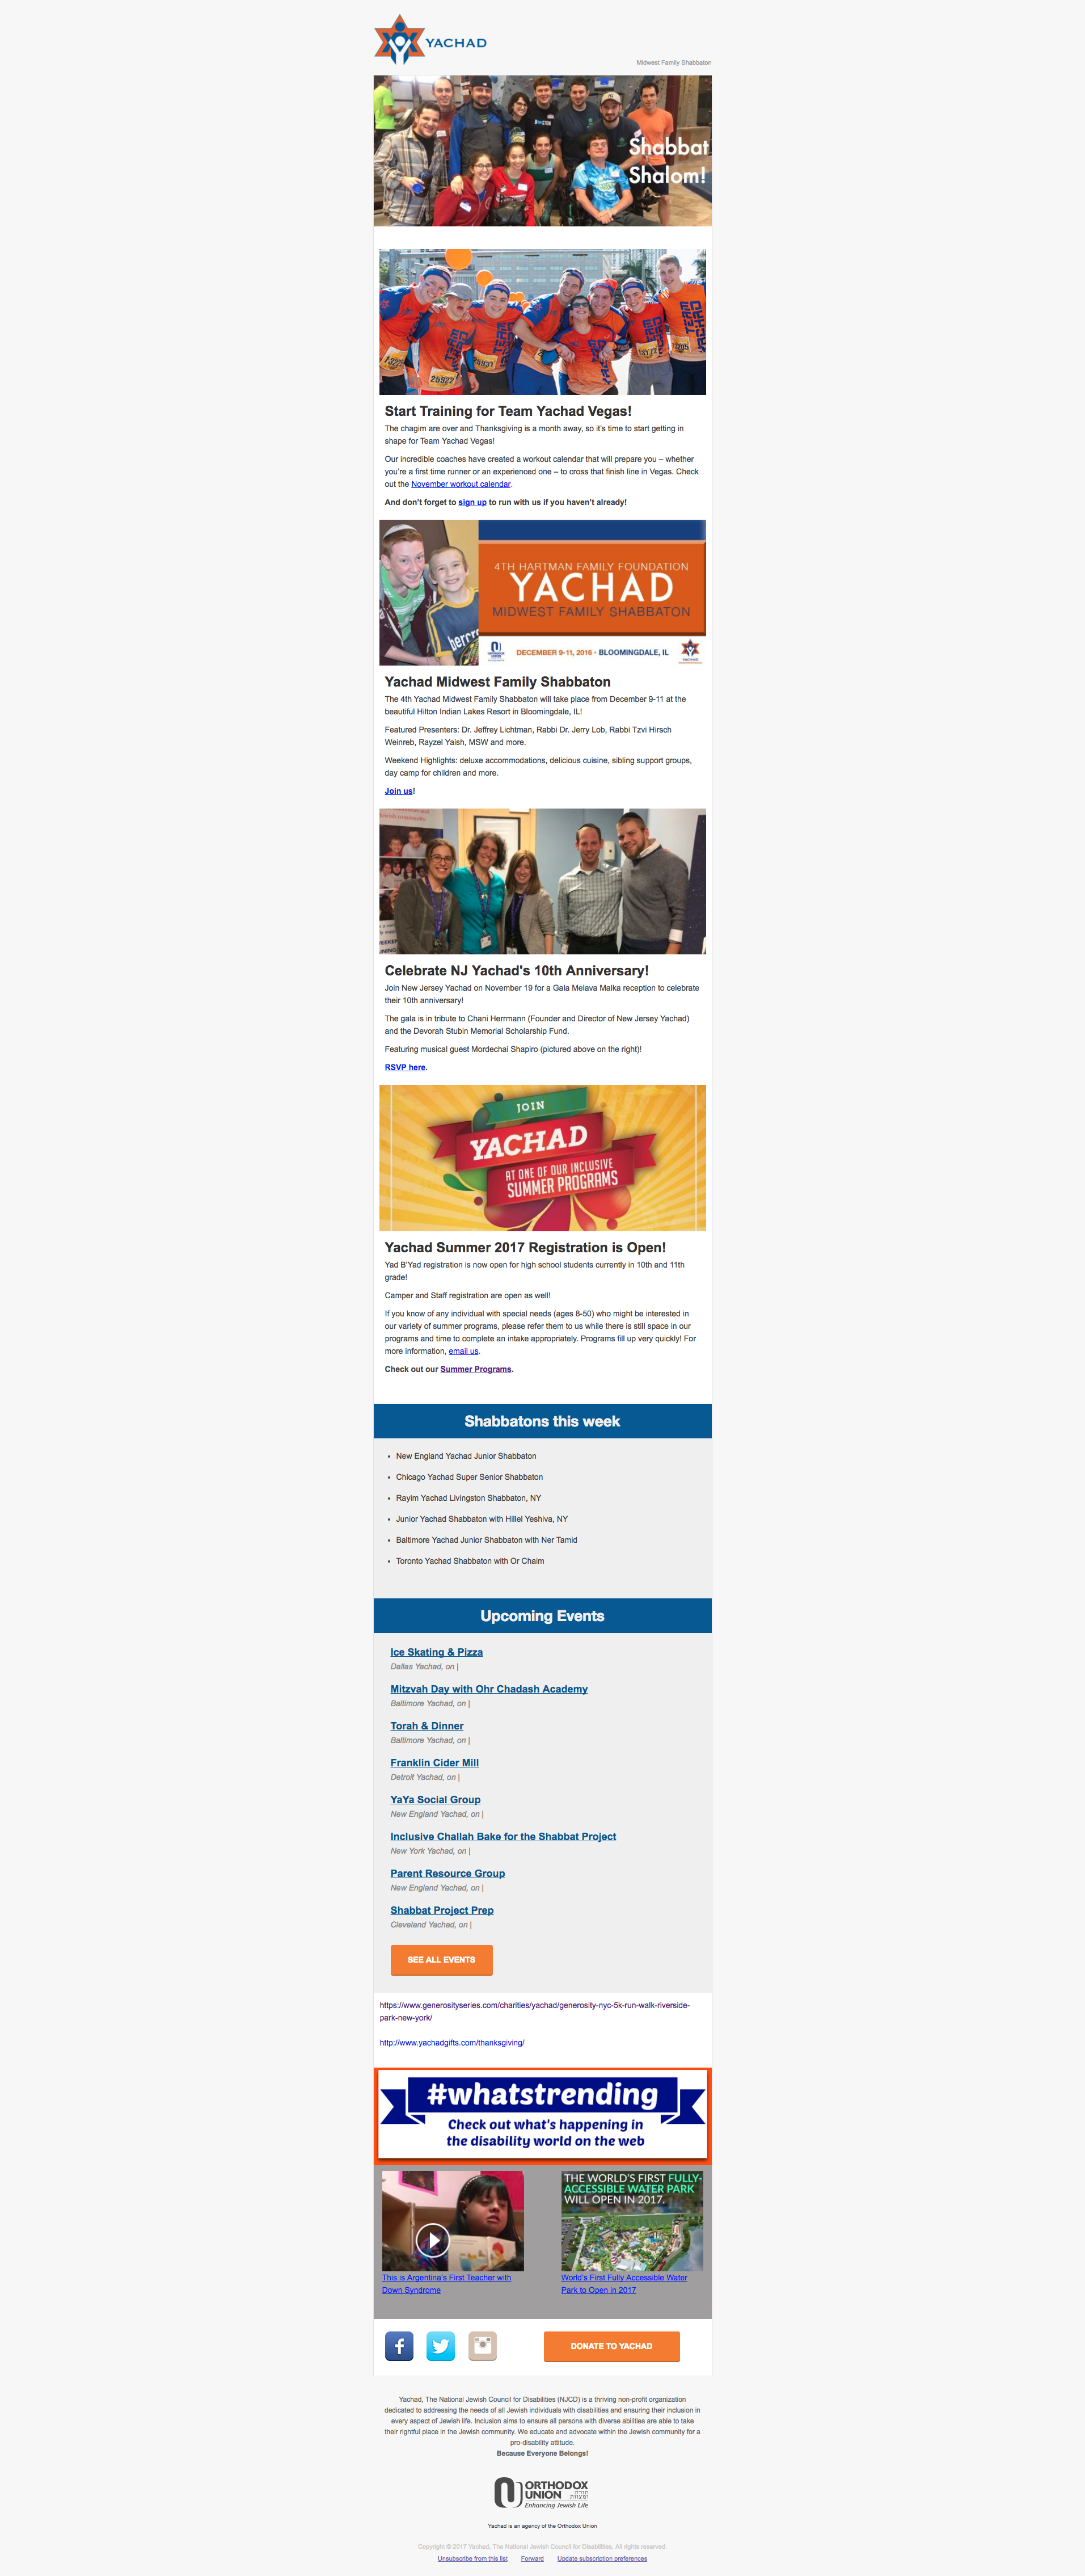 YACHAD
Midwest Family Shabbaton
Shabbat
Shalom!
TEAM
YACHAD
TEAM
YACHAD
TEAM
YACHAD
25922
Start Training for Team Yachad Vegas!
The chagim are over and Thanksgiving is a month away, so it's time to start getting in
shape for Team Yachad Vegas!
Our incredible coaches have created a workout calendar that will prepare you – whether
you're a first time runner or an experienced one – to cross that finish line in Vegas. Check
out the November workout calendar.
And don't forget to sign up to run with us if you haven't already!
4TH HARTMAN FAMILY FOUNDATION
YACHAD
MIDWEST FAMILY SHABBATON
DECEMBER 9-11, 2016 • BLOOMINGDALE, IL
YACHAD
Yachad Midwest Family Shabbaton
The 4th Yachad Midwest Family Shabbaton will take place from December 9-11 at the
beautiful Hilton Indian Lakes Resort in Bloomingdale, IL!
Featured Presenters: Dr. Jeffrey Lichtman, Rabbi Dr. Jerry Lob, Rabbi Tzvi Hirsch
Weinreb, Rayzel Yaish, MSW and more.
Weekend Highlights: deluxe accommodations, delicious cuisine, sibling support groups,
day camp for children and more.
Join us!
Celebrate NJ Yachad's 10th Anniversary!
Join New Jersey Yachad on November 19 for a Gala Melava Malka reception to celebrate
their 10th anniversary!
The gala is in tribute to Chani Herrmann (Founder and Director of New Jersey Yachad)
and the Devorah Stubin Memorial Scholarship Fund.
Featuring musical guest Mordechai Shapiro (pictured above on the right)!
RSVP here.
JOIN
YACHAD
AT ONE OF OUR INCLUSIVE
SUMMER PROGRAMS
Yachad Summer 2017 Registration is Open!
Yad B'Yad registration is now open for high school students currently in 10th and 11th
grade!
Camper and Staff registration are open as well!
If you know of any individual with special needs (ages 8-50) who might be interested in
our variety of summer programs, please refer them to us while there is still space in our
programs and time to complete an intake appropriately. Programs fill up very quickly! For
more information, email us.
Check out our Summer Programs.
Shabbatons this week
• New England Yachad Junior Shabbaton
• Chicago Yachad Super Senior Shabbaton
• Rayim Yachad Livingston Shabbaton, NY
• Junior Yachad Shabbaton with Hillel Yeshiva, NY
• Baltimore Yachad Junior Shabbaton with Ner Tamid
• Toronto Yachad Shabbaton with Or Chaim
Upcoming Events
Ice Skating & Pizza
Dallas Yachad, on |
Mitzvah Day with Ohr Chadash Academy
Baltimore Yachad, on |
Torah & Dinner
Baltimore Yachad, on |
Franklin Cider Mill
Detroit Yachad, on |
YaYa Social Group
New England Yachad, on |
Inclusive Challah Bake for the Shabbat Project
New York Yachad, on |
Parent Resource Group
New England Yachad, on |
Shabbat Project Prep
Cleveland Yachad, on |
SEE ALL EVENTS
https://www.generosityseries.com/charities/yachad/generosity-nyc-5k-run-walk-riverside-
park-new-york/
http://www.yachadgifts.com/thanksgiving/
#whatstrending
Check out what's happening in
the disability world on the web
THE WORLD'S FIRST FULLY-
ACCESSIBLE WATER PARK
WILL OPEN IN 2017.
This is Argentina's First Teacher with
Down Syndrome
World's First Fully Accessible Water
Park to Open in 2017
DONATE TO YACHAD
Yachad, The National Jewish Council for Disabilities (NJCD) is a thriving non-profit organization
dedicated to addressing the needs of all Jewish individuals with disabilities and ensuring their inclusion in
every aspect of Jewish life. Inclusion aims to ensure all persons with diverse abilities are able to take
their rightful place in the Jewish community. We educate and advocate within the Jewish community for a
pro-disability attitude.
Because Everyone Belongs!
ORTHODOX
UNION
Enhancing Jewish Life
Yachad is an agency of the Orthodox Union
Copyright © 2017 Yachad, The National Jewish Council for Disabilities, All rights reserved.
Unsubscribe from this list Forward Update subscription preferences